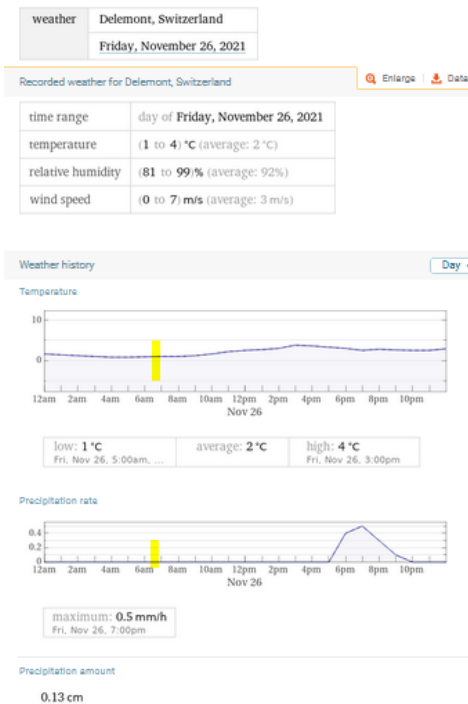 weather Delemont, Switzerland
Friday, November 26, 2021
Recorded weather for Delemont, Switzerland Enlarge Data
time range day of Friday, November 26, 2021
temperature (1 to 4) °C (average: 2 °C)
relative humidity (81 to 99)% (average: 92%)
wind speed (0 to 7) m/s (average: 3 m/s)
Weather history Day
Temperature
10
0
12am 2am 4am 6am 8am 10am 12pm 2pm 4pm 6pm 8pm 10pm
Nov 26
low: 1 °C average: 2 °C high: 4 °C
Fri, Nov 26, 5:00am, ... Fri, Nov 26, 3:00pm
Precipitation rate
0.4
0.2
0
12am 2am 4am 6am 8am 10am 12pm 2pm 4pm 6pm 8pm 10pm
Nov 26
maximum: 0.5 mm/h
Fri, Nov 26, 7:00pm
Precipitation amount
0.13 cm